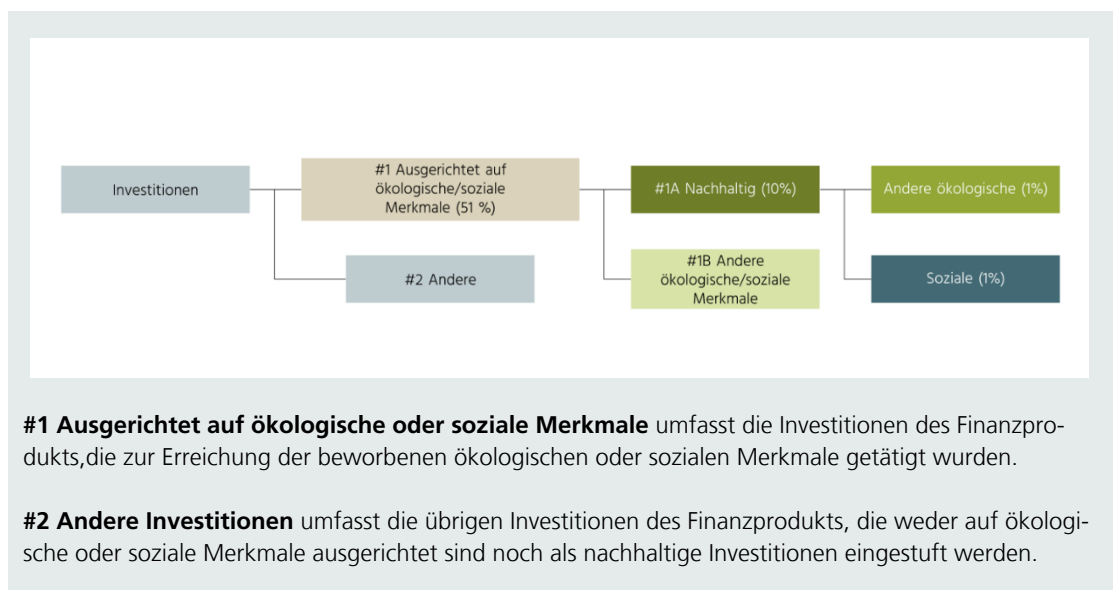 Investitionen
#1 Ausgerichtet auf
ökologische/soziale
Merkmale (51 %)
#1A Nachhaltig (10%)
Andere ökologische (1%)
#2 Andere
#1B Andere
ökologische/soziale
Merkmale
Soziale (1%)
#1 Ausgerichtet auf ökologische oder soziale Merkmale umfasst die Investitionen des Finanzpro-
dukts,die zur Erreichung der beworbenen ökologischen oder sozialen Merkmale getätigt wurden.
#2 Andere Investitionen umfasst die übrigen Investitionen des Finanzprodukts, die weder auf ökologi-
sche oder soziale Merkmale ausgerichtet sind noch als nachhaltige Investitionen eingestuft werden.